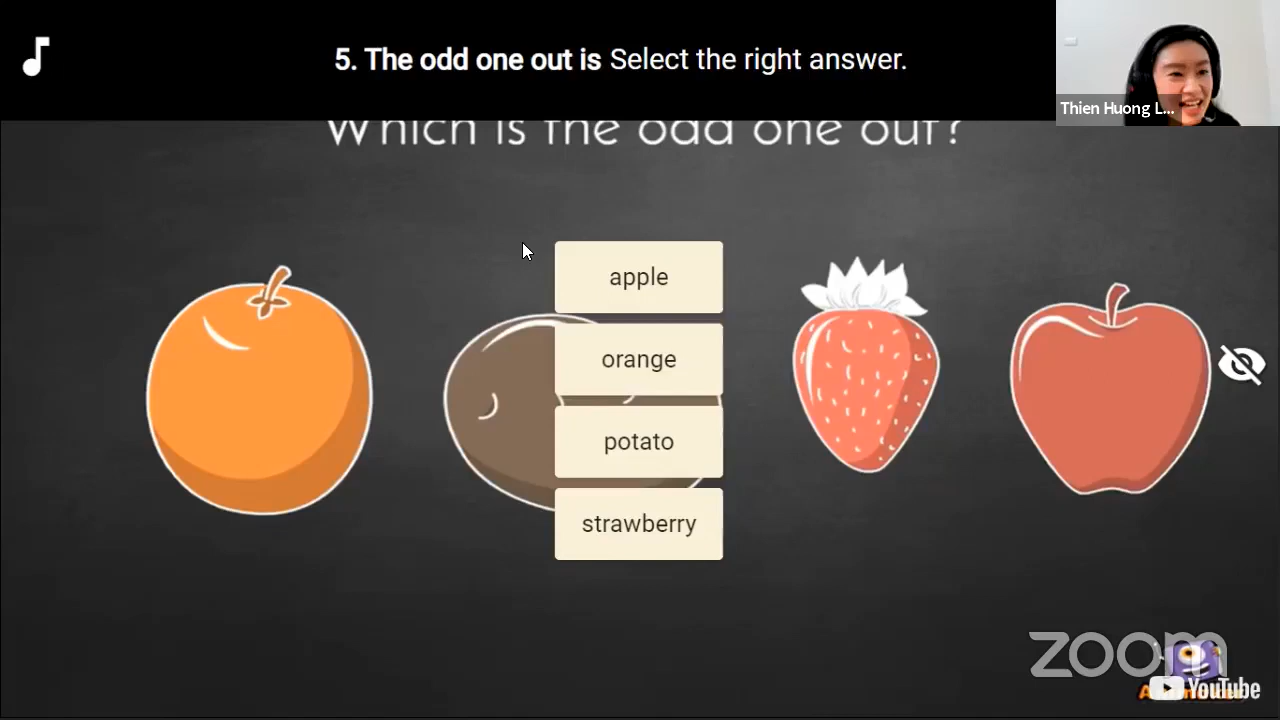 5. The odd one out is Select the right answer.
Thien Huong L...
Which is the odd one out?
apple
orange
potato
strawberry
zoom
YouTube